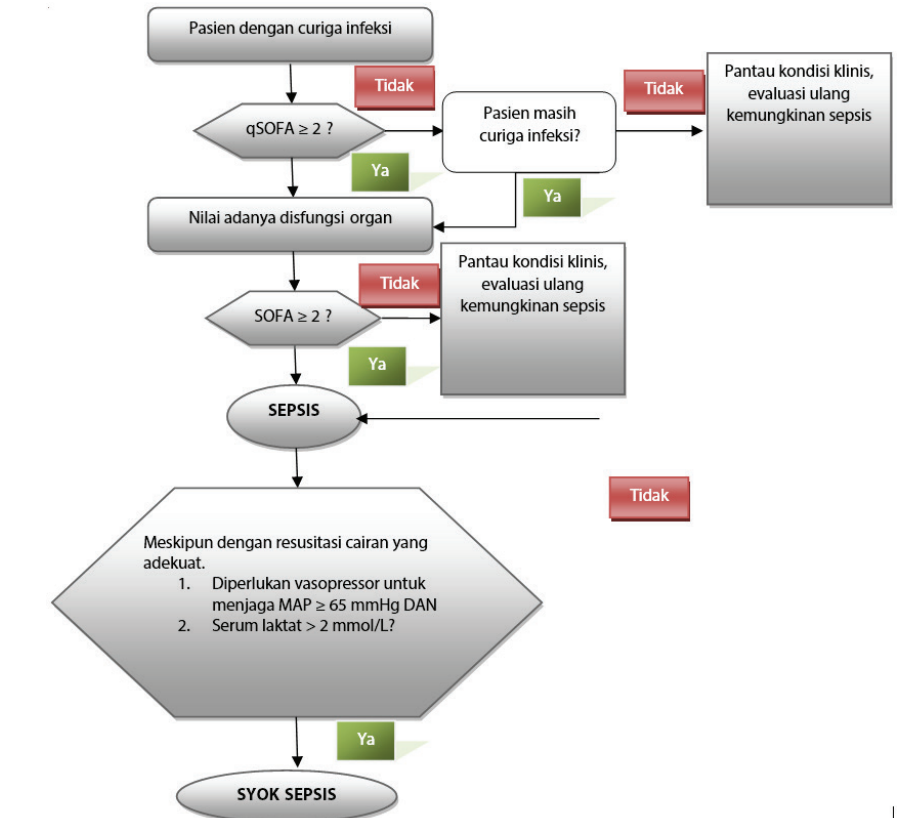 Pasien dengan curiga infeksi
Tidak
qSOFA ≥ 2 ?
Pasien masih
curiga infeksi?
Tidak
Pantau kondisi klinis,
evaluasi ulang
kemungkinan sepsis
Ya
Ya
Nilai adanya disfungsi organ
Tidak
SOFA ≥ 2 ?
Pantau kondisi klinis,
evaluasi ulang
kemungkinan sepsis
Ya
SEPSIS
Tidak
Meskipun dengan resusitasi cairan yang
adekuat.
1. Diperlukan vasopressor untuk
menjaga MAP ≥ 65 mmHg DAN
2. Serum laktat > 2 mmol/L?
Ya
SYOK SEPSIS